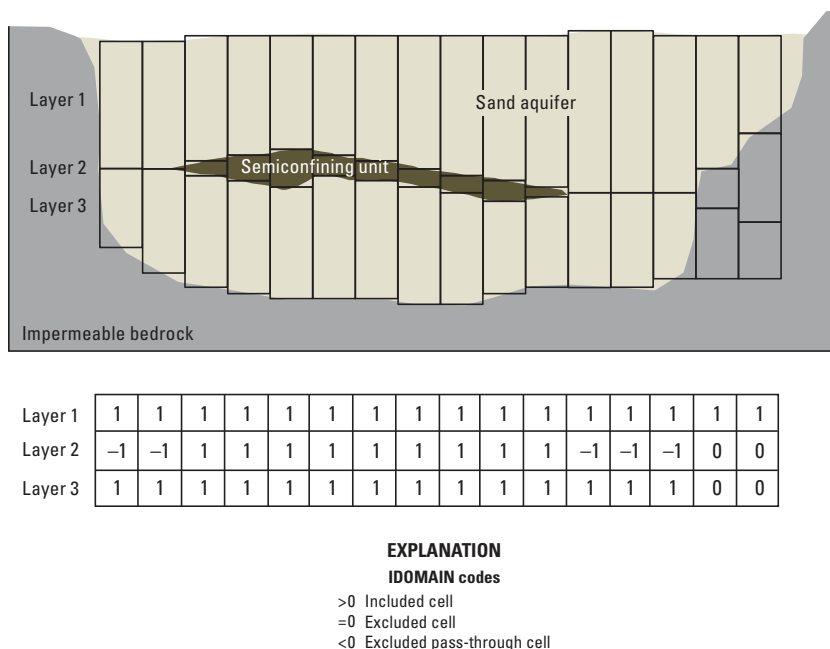 Layer 1
Sand aquifer
Layer 2
Semiconfining unit
Layer 3
Impermeable bedrock
Layer 1 1 1 1 1 1 1 1 1 1 1 1 1 1 1 1 1
Layer 2 –1 –1 1 1 1 1 1 1 1 1 1 –1 –1 –1 0 0
Layer 3 1 1 1 1 1 1 1 1 1 1 1 1 1 1 0 0
EXPLANATION
IDOMAIN codes
>0 Included cell
=0 Excluded cell
<0 Excluded pass-through cell